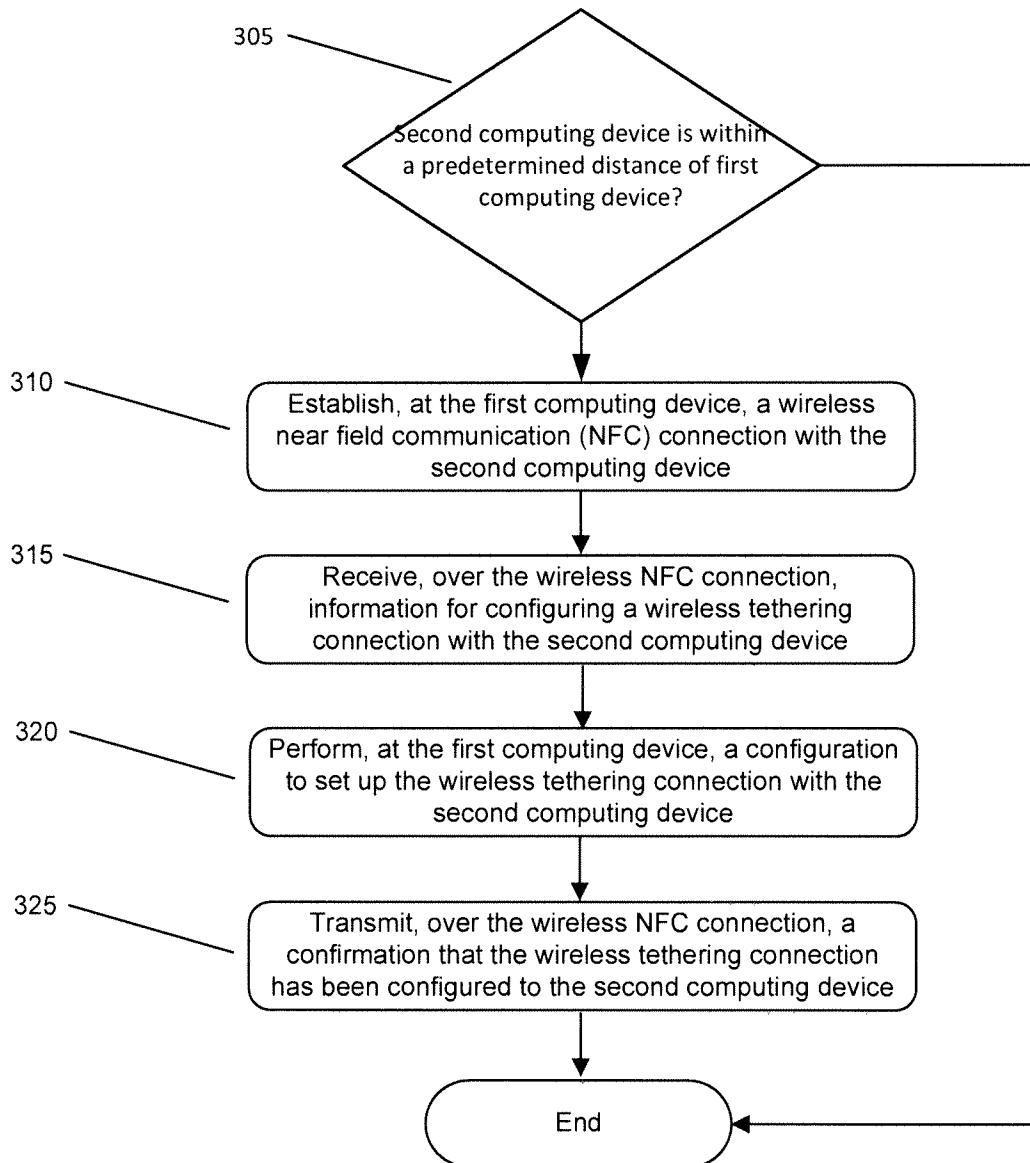 305
Second computing device is within
a predetermined distance of first
computing device?
310
Establish, at the first computing device, a wireless
near field communication (NFC) connection with the
second computing device
315
Receive, over the wireless NFC connection,
information for configuring a wireless tethering
connection with the second computing device
320
Perform, at the first computing device, a configuration
to set up the wireless tethering connection with the
second computing device
325
Transmit, over the wireless NFC connection, a
confirmation that the wireless tethering connection
has been configured to the second computing device
End